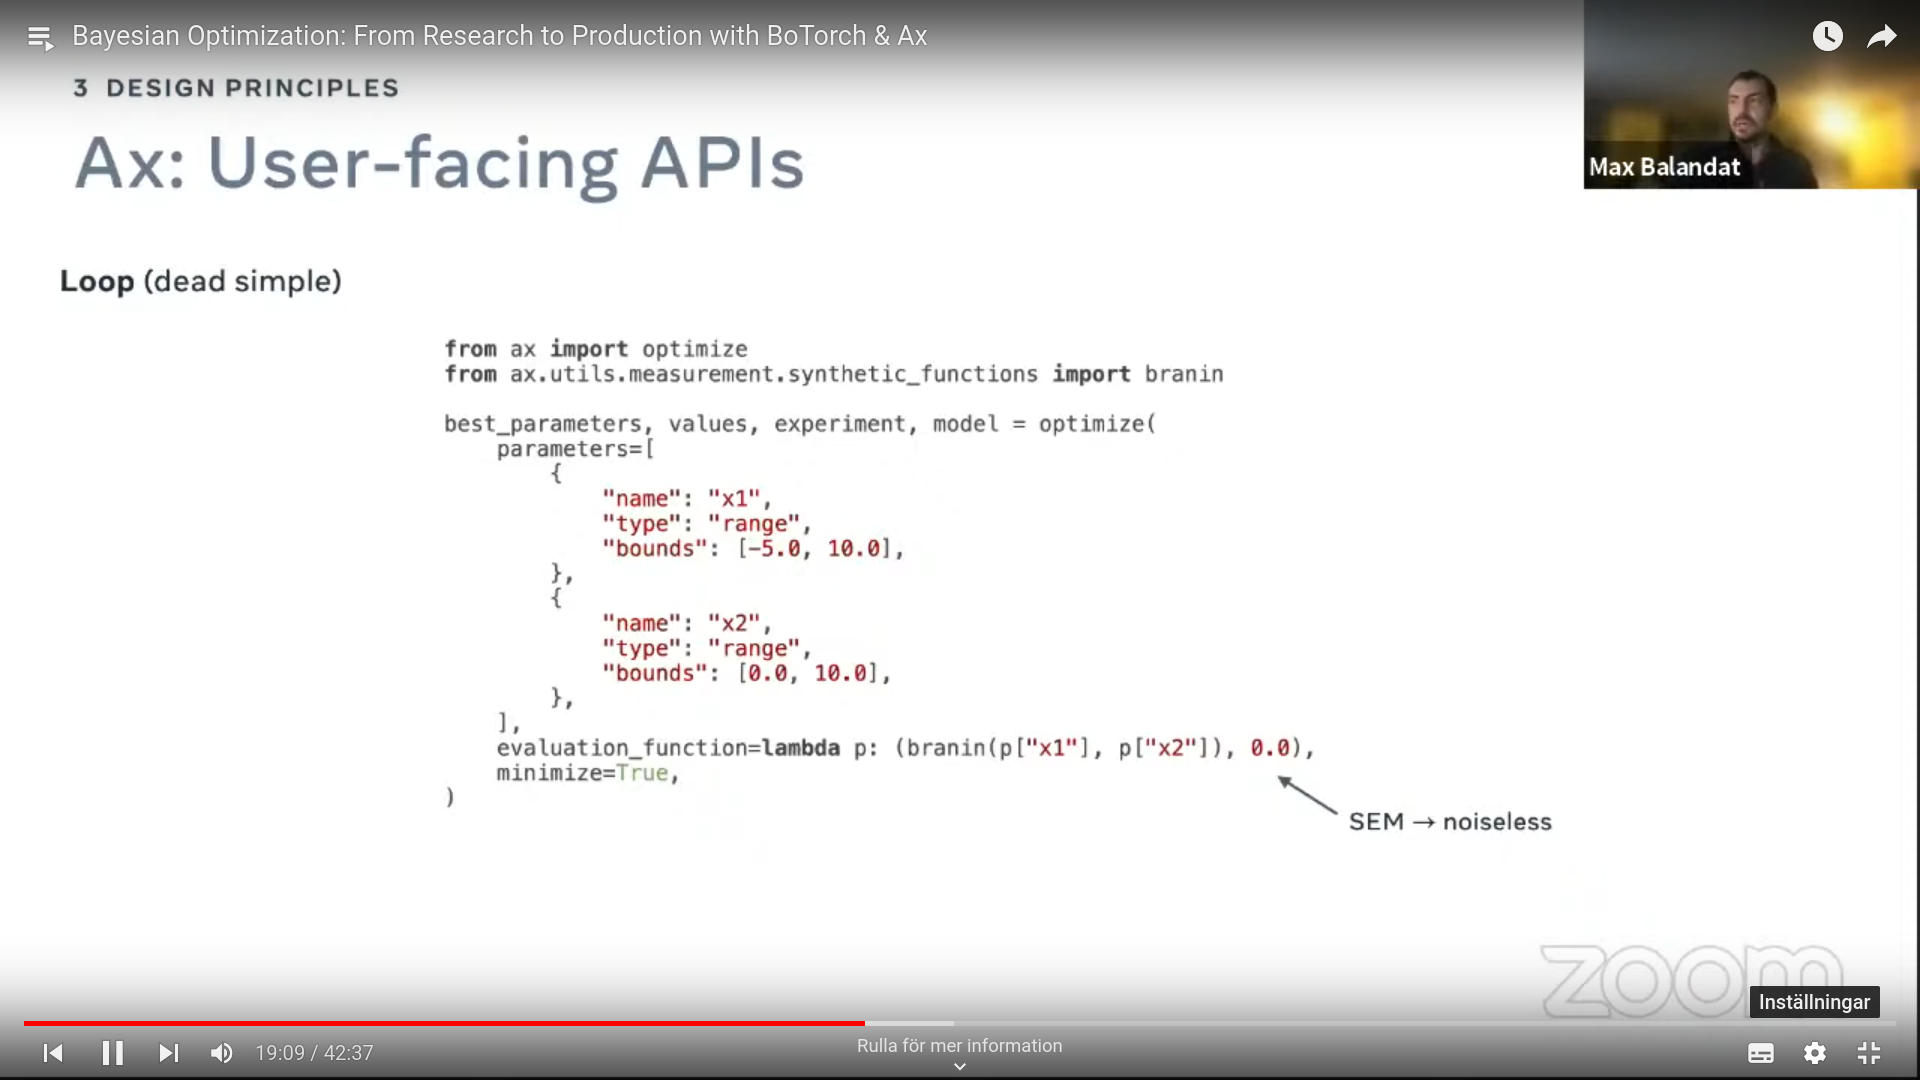 Bayesian Optimization: From Research to Production with BoTorch & Ax
3 DESIGN PRINCIPLES
Ax: User-facing APIs
Max Balandat
Loop (dead simple)
from ax import optimize
from ax.utils.measurement.synthetic_functions import branin
best_parameters, values, experiment, model = optimize(
parameters=[
{
"name": "x1",
"type": "range",
"bounds": [-5.0, 10.0],
},
{
"name": "x2",
"type": "range",
"bounds": [0.0, 10.0],
},
],
evaluation_function=lambda p: (branin(p["x1"], p["x2"]), 0.0),
minimize=True,
)
SEM → noiseless
zoom
Inställningar
19:09 / 42:37
Rulla för mer information